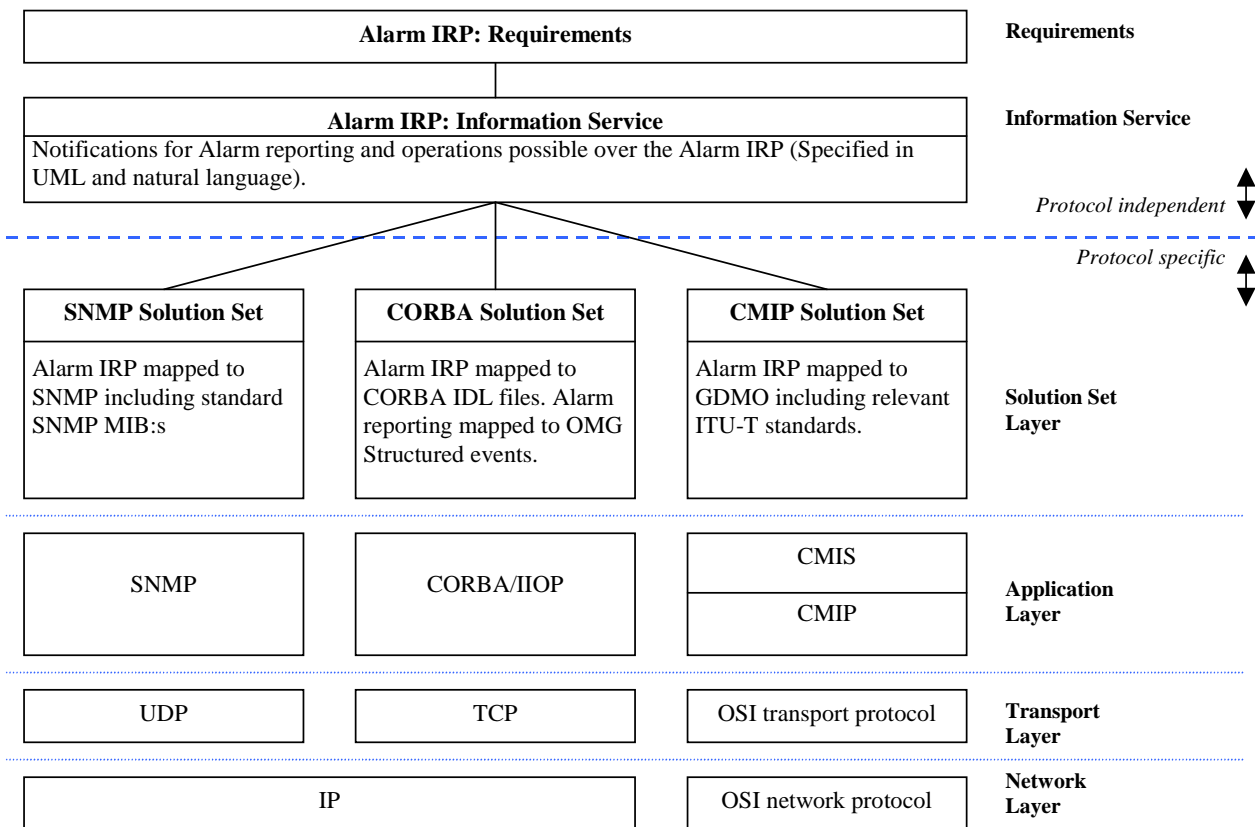 Alarm IRP: Requirements
Requirements
Alarm IRP: Information Service
Information Service
Notifications for Alarm reporting and operations possible over the Alarm IRP (Specified in
UML and natural language).
Protocol independent
Protocol specific
SNMP Solution Set
Alarm IRP mapped to
SNMP including standard
SNMP MIB:s
CORBA Solution Set
Alarm IRP mapped to
CORBA IDL files. Alarm
reporting mapped to OMG
Structured events.
CMIP Solution Set
Alarm IRP mapped to
GDMO including relevant
ITU-T standards.
Solution Set
Layer
SNMP
CORBA/IIOP
CMIS
CMIP
Application
Layer
UDP
TCP
OSI transport protocol
Transport
Layer
IP
OSI network protocol
Network
Layer